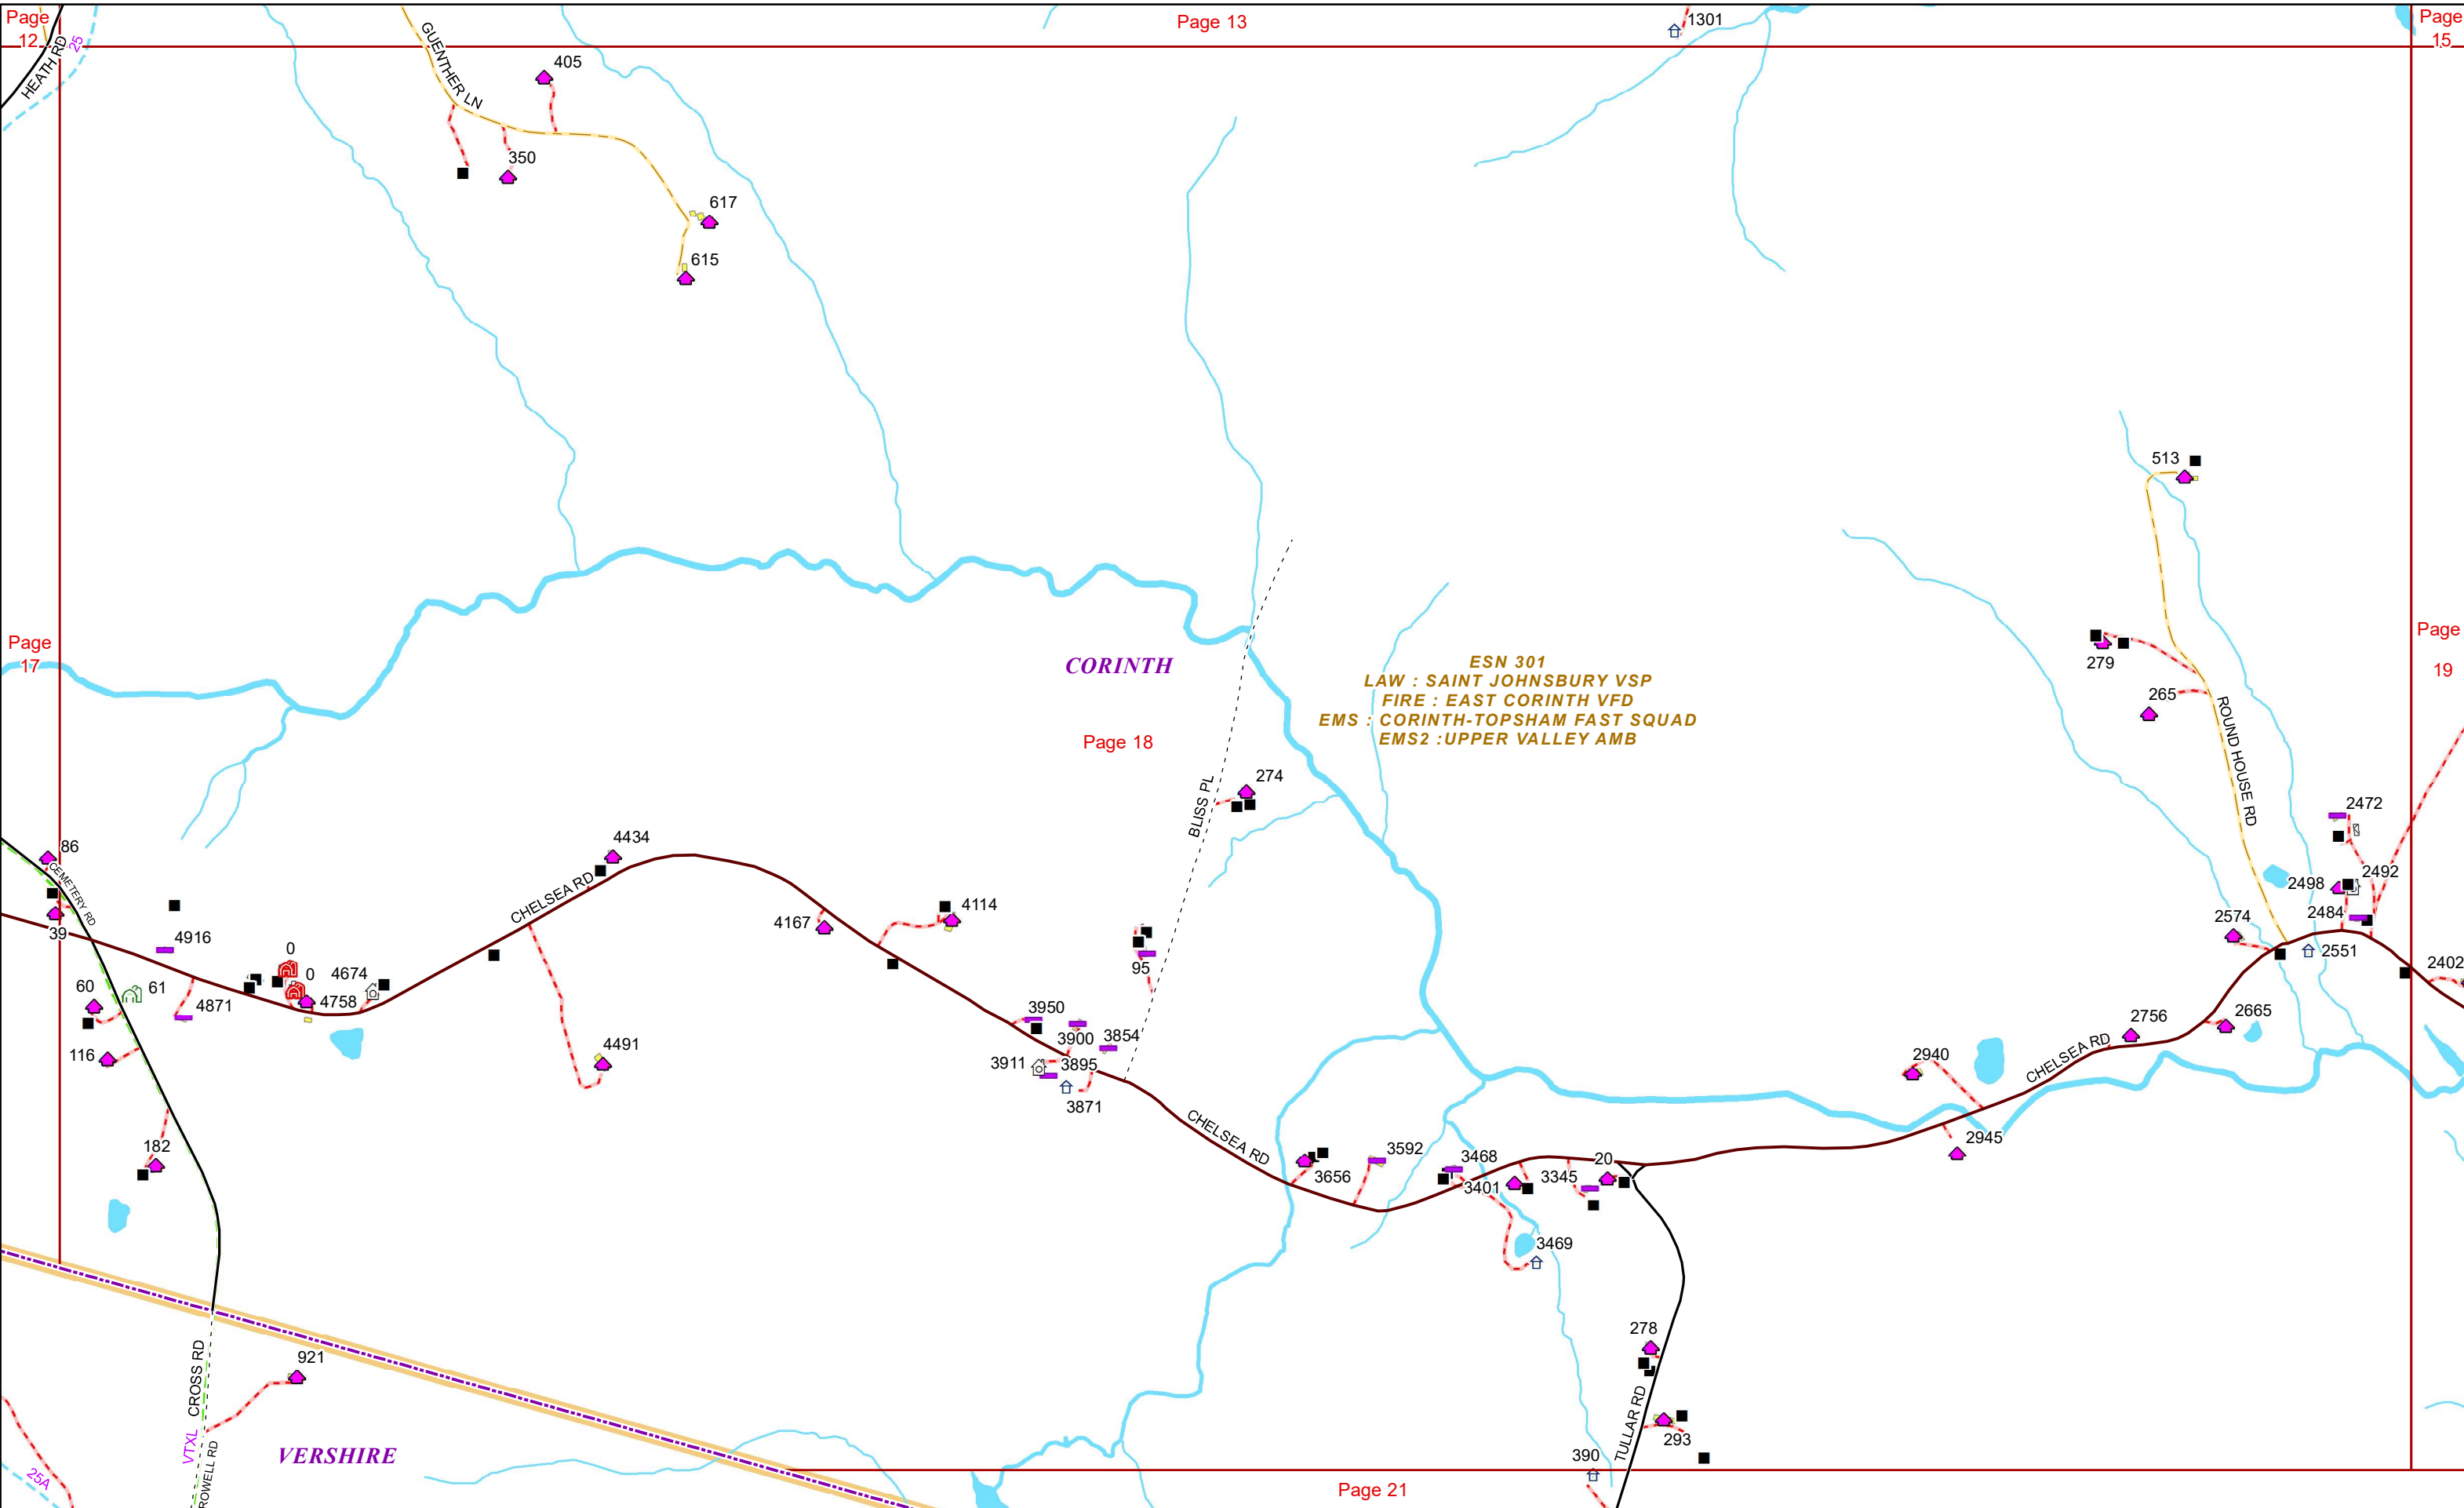 Page
12
HEATH RD
25
GUENTHER LN
405
350
617
615
Page 13
1301
Page
15
513
Page
17
CORINTH
ESN 301
LAW : SAINT JOHNSBURY VSP
FIRE : EAST CORINTH VFD
EMS : CORINTH-TOPSHAM FAST SQUAD
EMS2 :UPPER VALLEY AMB
Page 18
Page
19
279
265
ROUND HOUSE RD
274
BLISS PL
2472
86
CEMETERY RD
39
4916
4434
CHELSEA RD
4167
4114
95
2498
2492
2484
2574
2551
2402
0
0
4674
4758
60
61
4871
116
4491
3950
3900
3854
3911
3895
3871
2756
2665
2940
CHELSEA RD
CHELSEA RD
182
3656
3592
3468
3401
3345
20
2945
3469
278
921
CROSS RD
VTXL
ROWELL RD
25A
VERSHIRE
TULLAR RD
293
390
Page 21